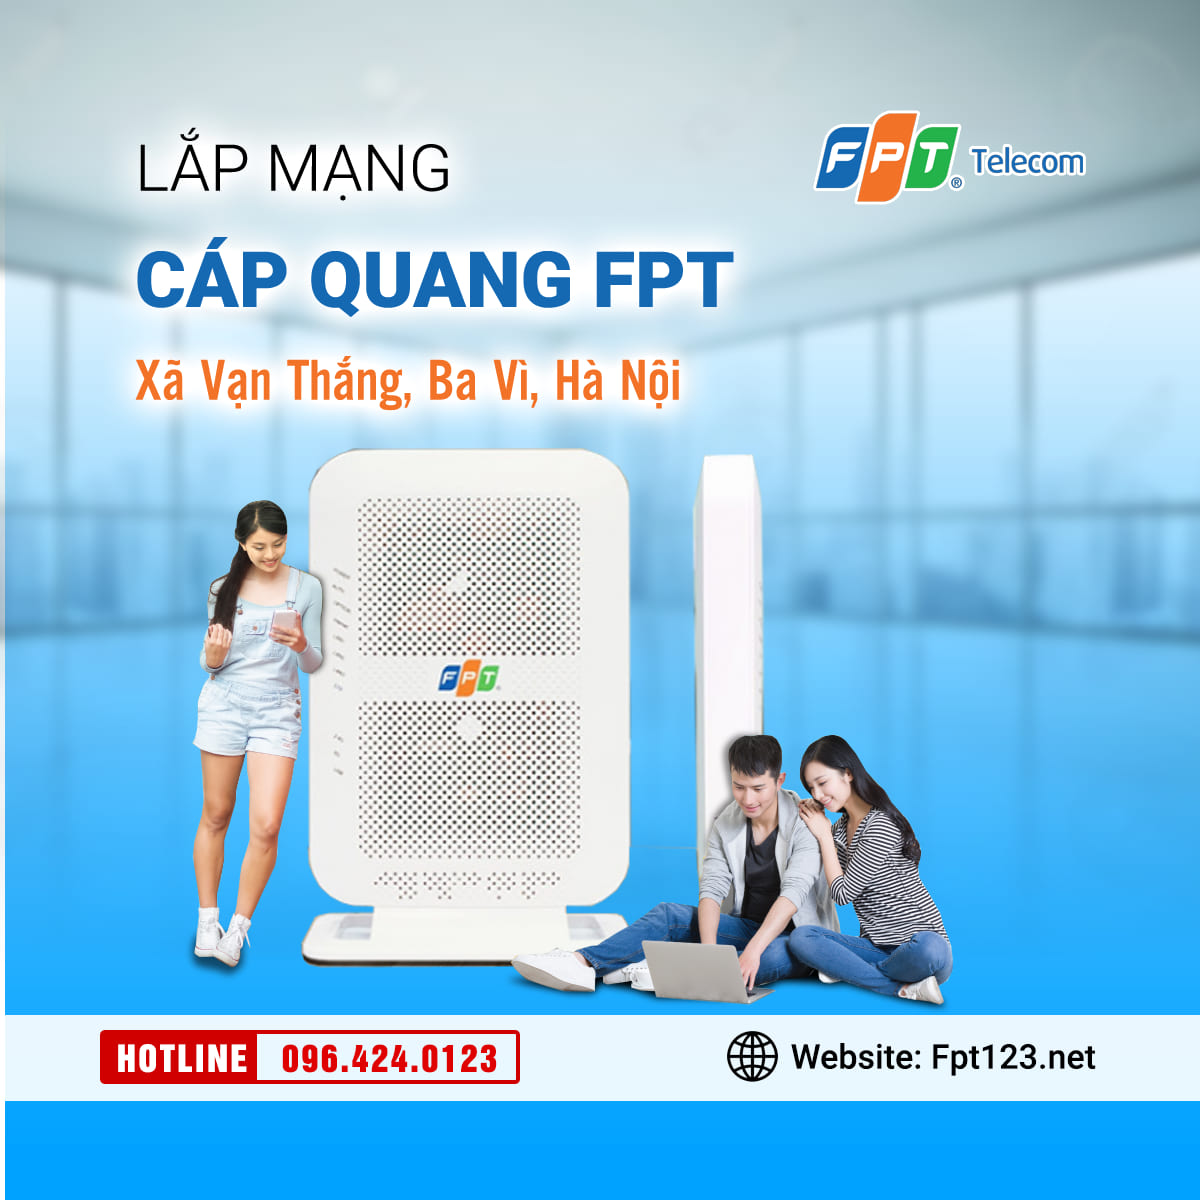 LẮP MẠNG
FPT® Telecom
CÁP QUANG FPT
Xã Vạn Thắng, Ba Vì, Hà Nội
FPT
HOTLINE 096.424.0123
Website: Fpt123.net